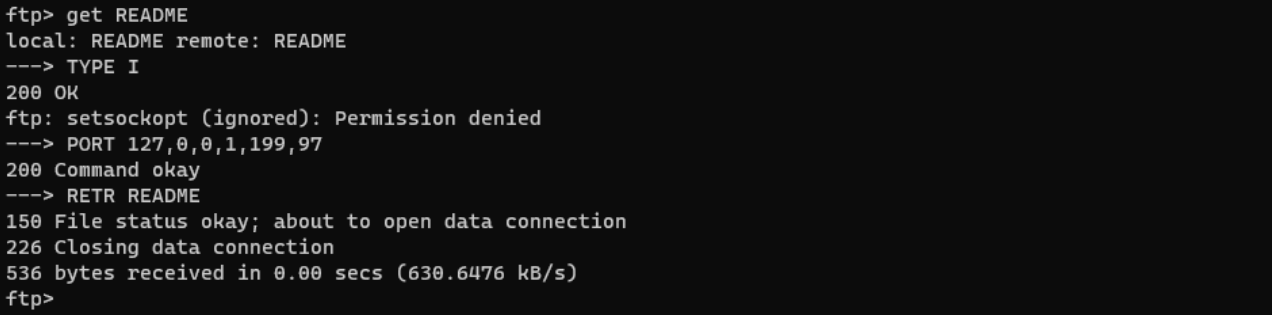 ftp> get README
local: README remote: README
---> TYPE I
200 OK
ftp: setsockopt (ignored): Permission denied
---> PORT 127,0,0,1,199,97
200 Command okay
---> RETR README
150 File status okay; about to open data connection
226 Closing data connection
536 bytes received in 0.00 secs (630.6476 kB/s)
ftp>